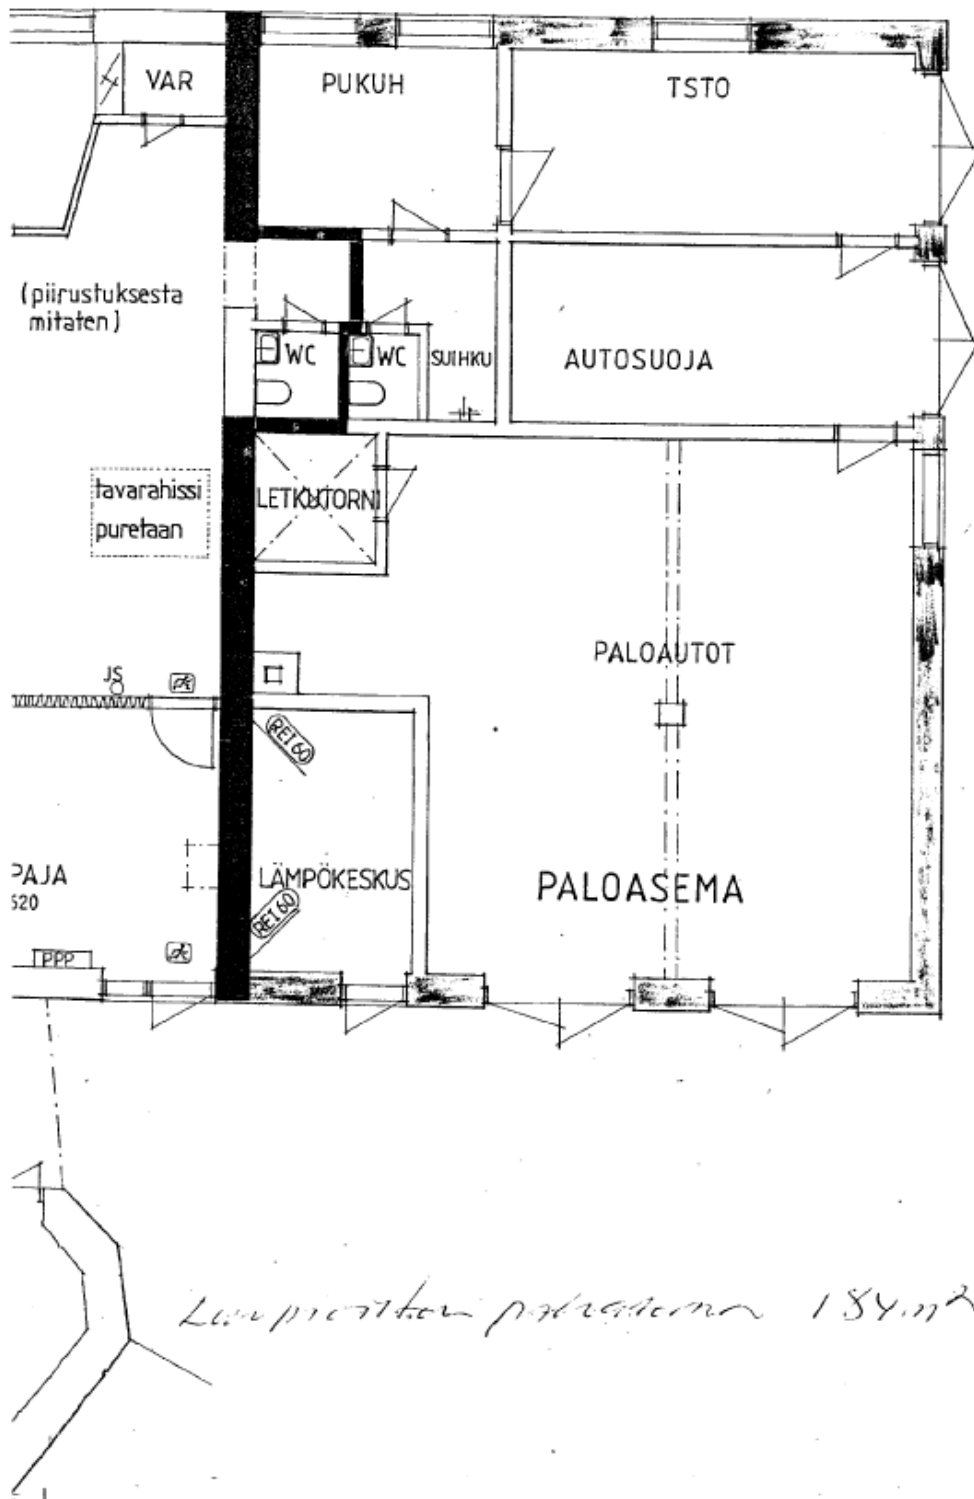 VAR
PUKUH
TSTO
(piirustuksesta
mitaten)
WC
WC
SUIHKU
AUTOSUOJA
tavarahissi
puretaan
LETKUTORNI
PALOAUTOT
JS
REI 60
PAJA
520
LÄMPÖKESKUS
PALOASEMA
REI 60
PPP
184 m²